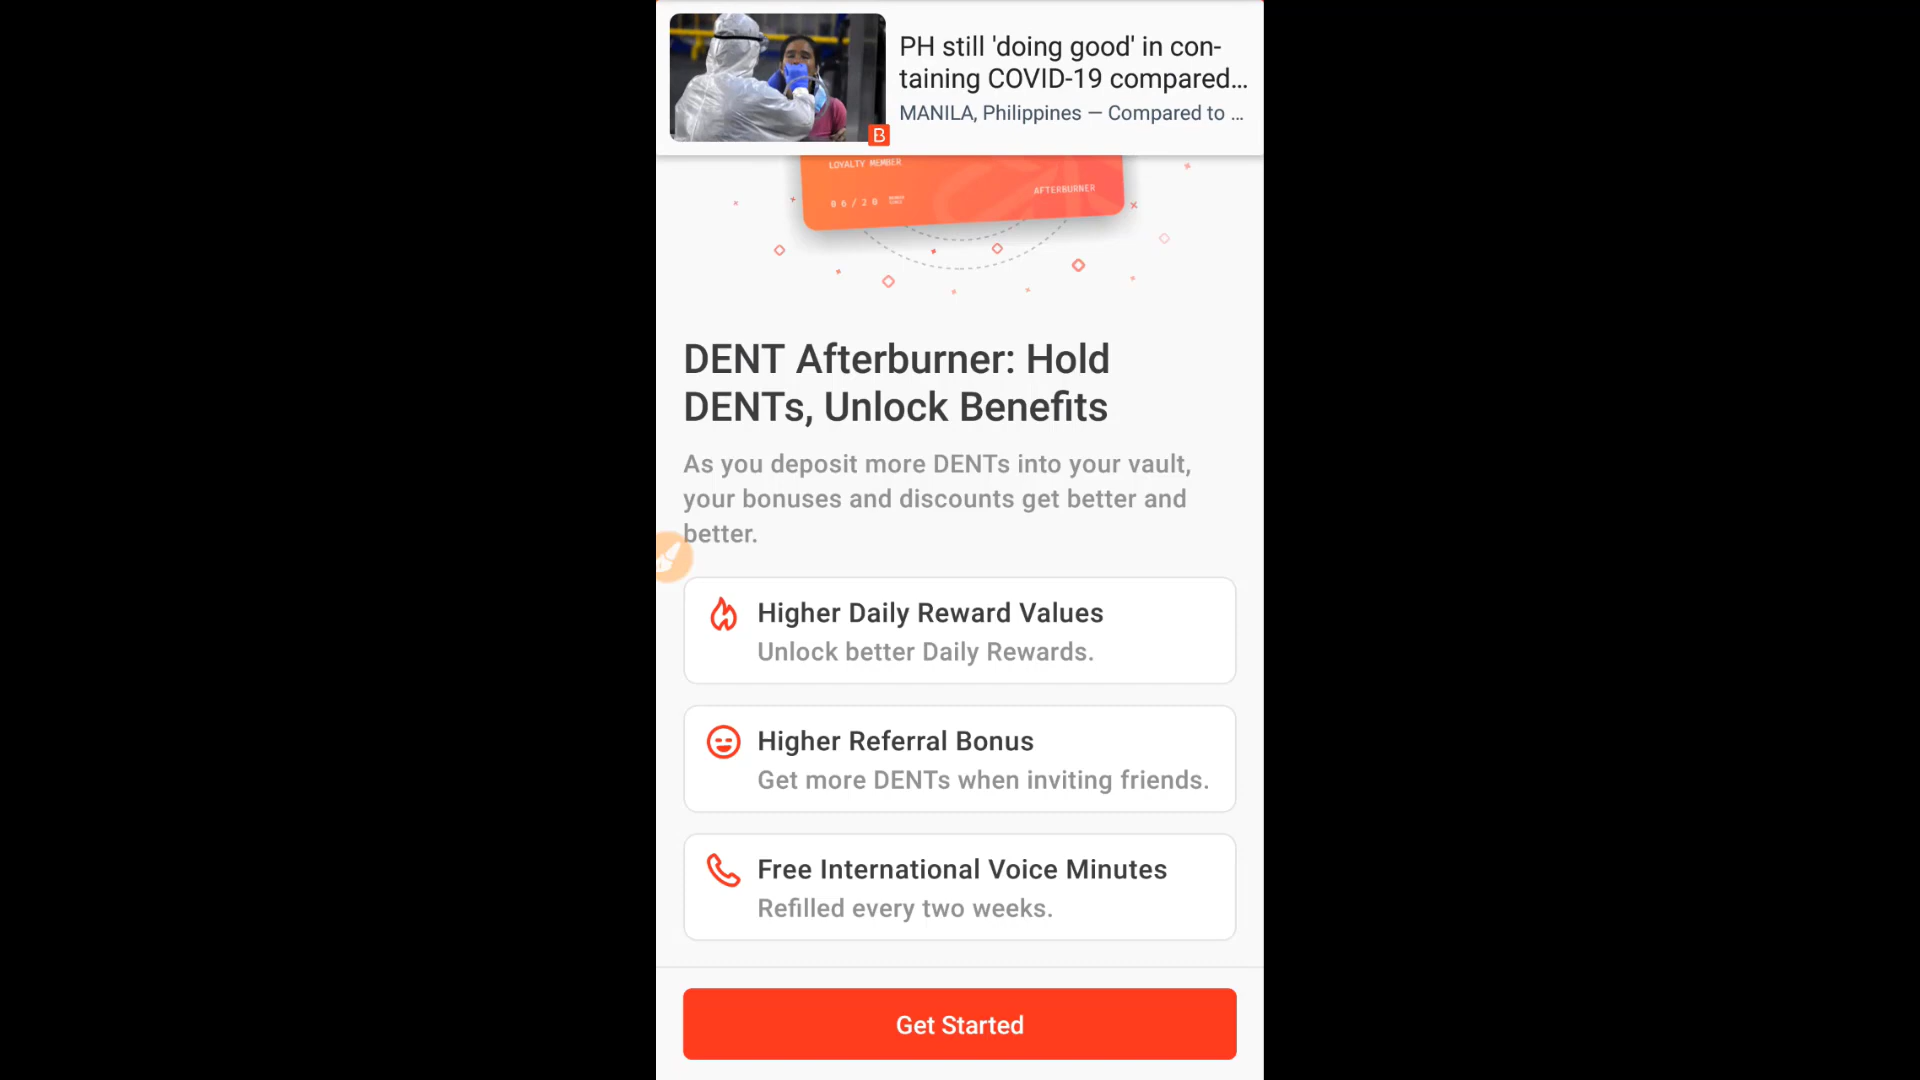 PH still 'doing good' in con-
taining COVID-19 compared...
MANILA, Philippines — Compared to ...
B
LOYALTY MEMBER
AFTERBURNER
06/20
DENT Afterburner: Hold
DENTs, Unlock Benefits
As you deposit more DENTs into your vault,
your bonuses and discounts get better and
better.
Higher Daily Reward Values
Unlock better Daily Rewards.
Higher Referral Bonus
Get more DENTs when inviting friends.
Free International Voice Minutes
Refilled every two weeks.
Get Started